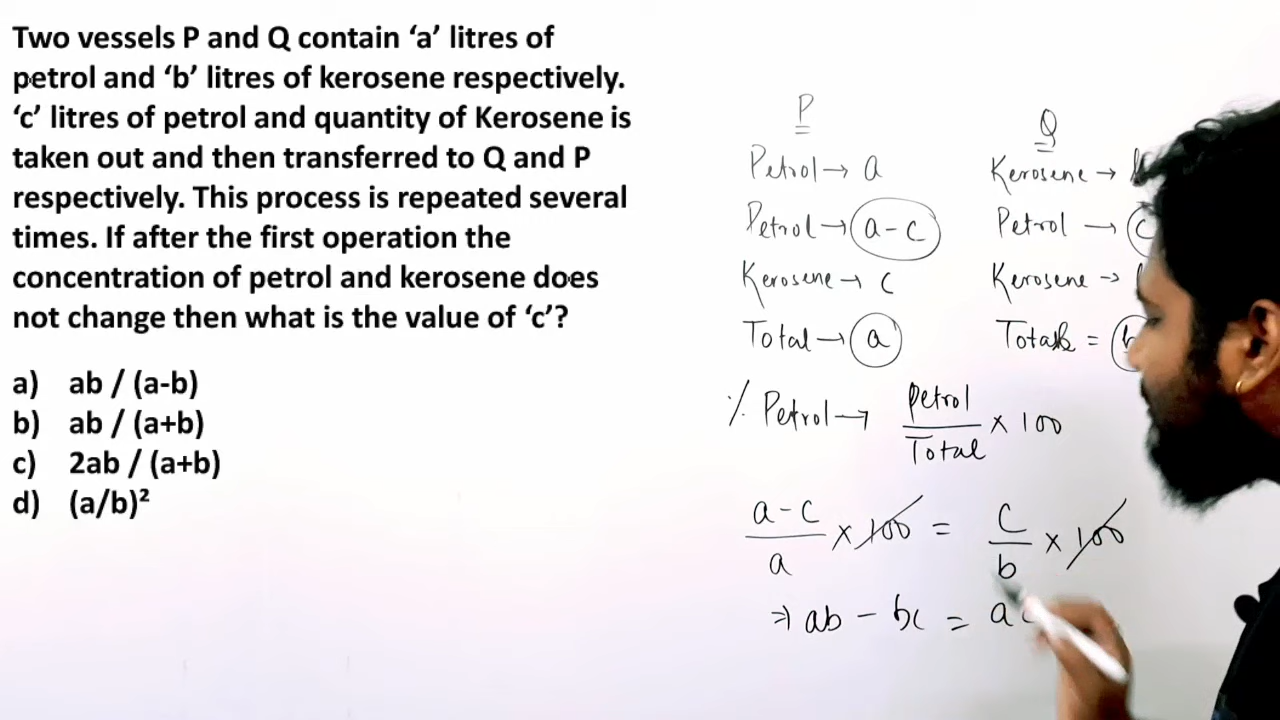 Two vessels P and Q contain ‘a’ litres of
petrol and ‘b’ litres of kerosene respectively.
‘c’ litres of petrol and quantity of Kerosene is
taken out and then transferred to Q and P
respectively. This process is repeated several
times. If after the first operation the
concentration of petrol and kerosene does
not change then what is the value of ‘c’?
a) ab / (a-b)
b) ab / (a+b)
c) 2ab / (a+b)
d) (a/b)²
P
Petrol → a
Petrol → a - c
Kerosene → c
Total → a
Q
Kerosene →
Petrol → c
Kerosene →
Total =
% Petrol → petrol / Total × 100
a - c / a × 100 = c / b × 100
⇒ ab - bc = ac